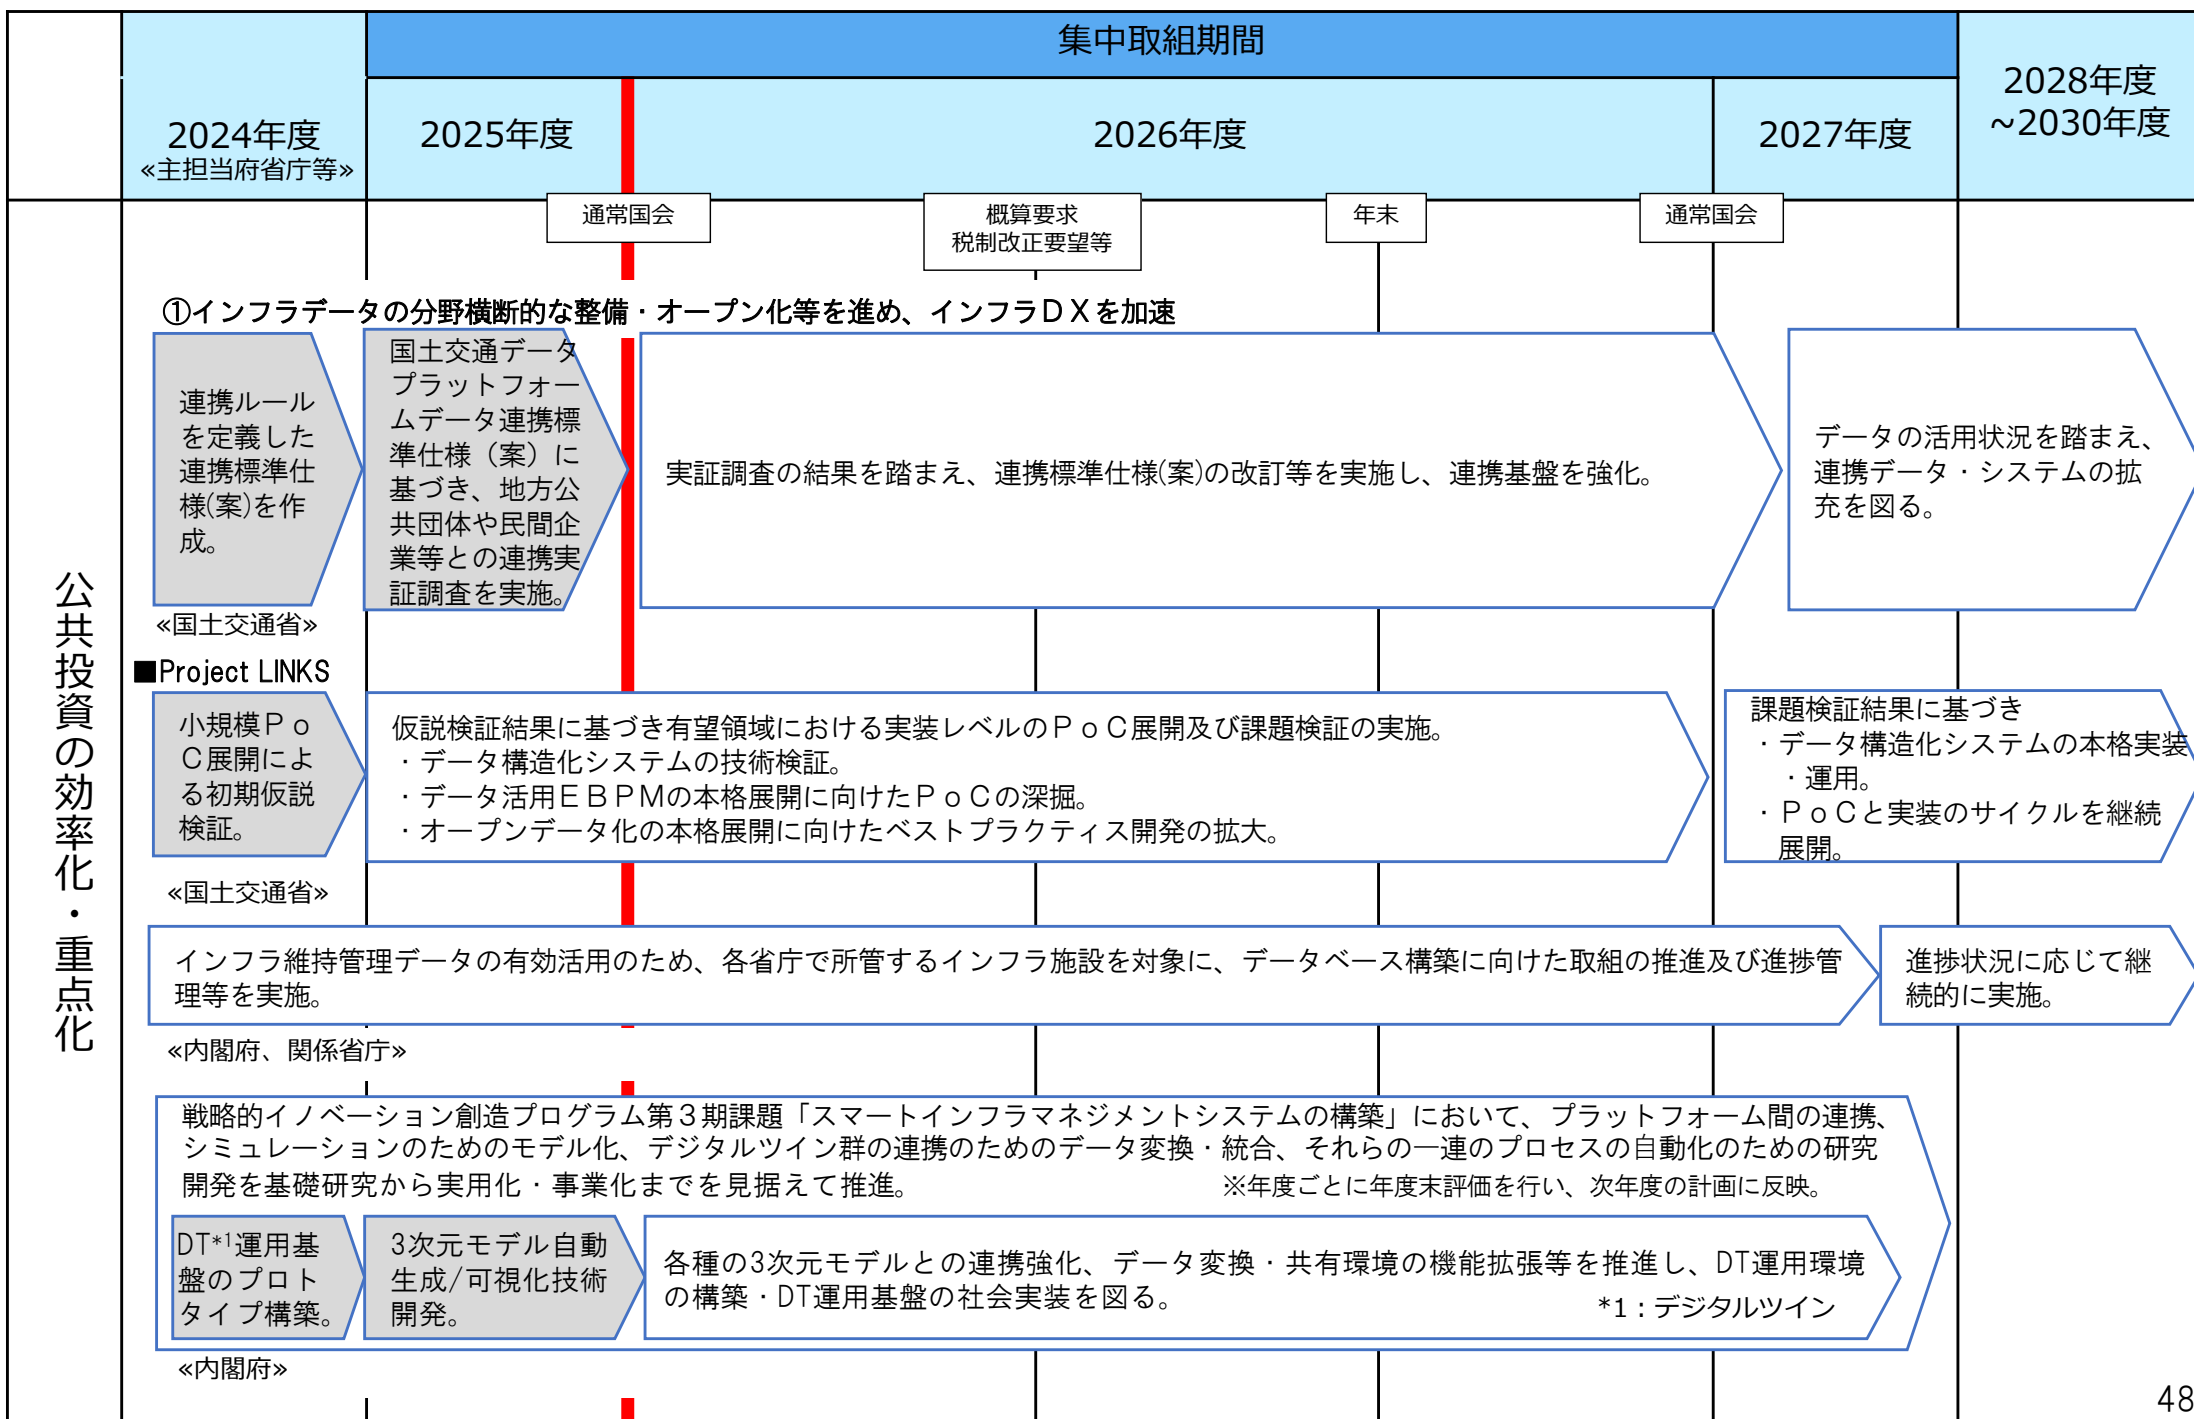 集中取組期間
2024年度
«主担当府省庁等»
2025年度
2026年度
2027年度
2028年度
~2030年度
通常国会
概算要求
税制改正要望等
年末
通常国会
公共投資の効率化・重点化
①インフラデータの分野横断的な整備・オープン化等を進め、インフラＤＸを加速
連携ルール
を定義した
連携標準仕
様(案)を作
成。
«国土交通省»
国土交通データ
プラットフォー
ムデータ連携標
準仕様（案）に
基づき、地方公
共団体や民間企
業等との連携実
証調査を実施。
実証調査の結果を踏まえ、連携標準仕様(案)の改訂等を実施し、連携基盤を強化。
データの活用状況を踏まえ、
連携データ・システムの拡
充を図る。
■Project LINKS
小規模Ｐｏ
Ｃ展開によ
る初期仮説
検証。
«国土交通省»
仮説検証結果に基づき有望領域における実装レベルのＰｏＣ展開及び課題検証の実施。
・データ構造化システムの技術検証。
・データ活用ＥＢＰＭの本格展開に向けたＰｏＣの深掘。
・オープンデータ化の本格展開に向けたベストプラクティス開発の拡大。
課題検証結果に基づき
・データ構造化システムの本格実装
・運用。
・ＰｏＣと実装のサイクルを継続
展開。
インフラ維持管理データの有効活用のため、各省庁で所管するインフラ施設を対象に、データベース構築に向けた取組の推進及び進捗管
理等を実施。
進捗状況に応じて継
続的に実施。
«内閣府、関係省庁»
戦略的イノベーション創造プログラム第３期課題「スマートインフラマネジメントシステムの構築」において、プラットフォーム間の連携、
シミュレーションのためのモデル化、デジタルツイン群の連携のためのデータ変換・統合、それらの一連のプロセスの自動化のための研究
開発を基礎研究から実用化・事業化までを見据えて推進。
※年度ごとに年度末評価を行い、次年度の計画に反映。
DT*1運用基
盤のプロト
タイプ構築。
3次元モデル自動
生成/可視化技術
開発。
各種の3次元モデルとの連携強化、データ変換・共有環境の機能拡張等を推進し、DT運用環境
の構築・DT運用基盤の社会実装を図る。
*1：デジタルツイン
«内閣府»
48